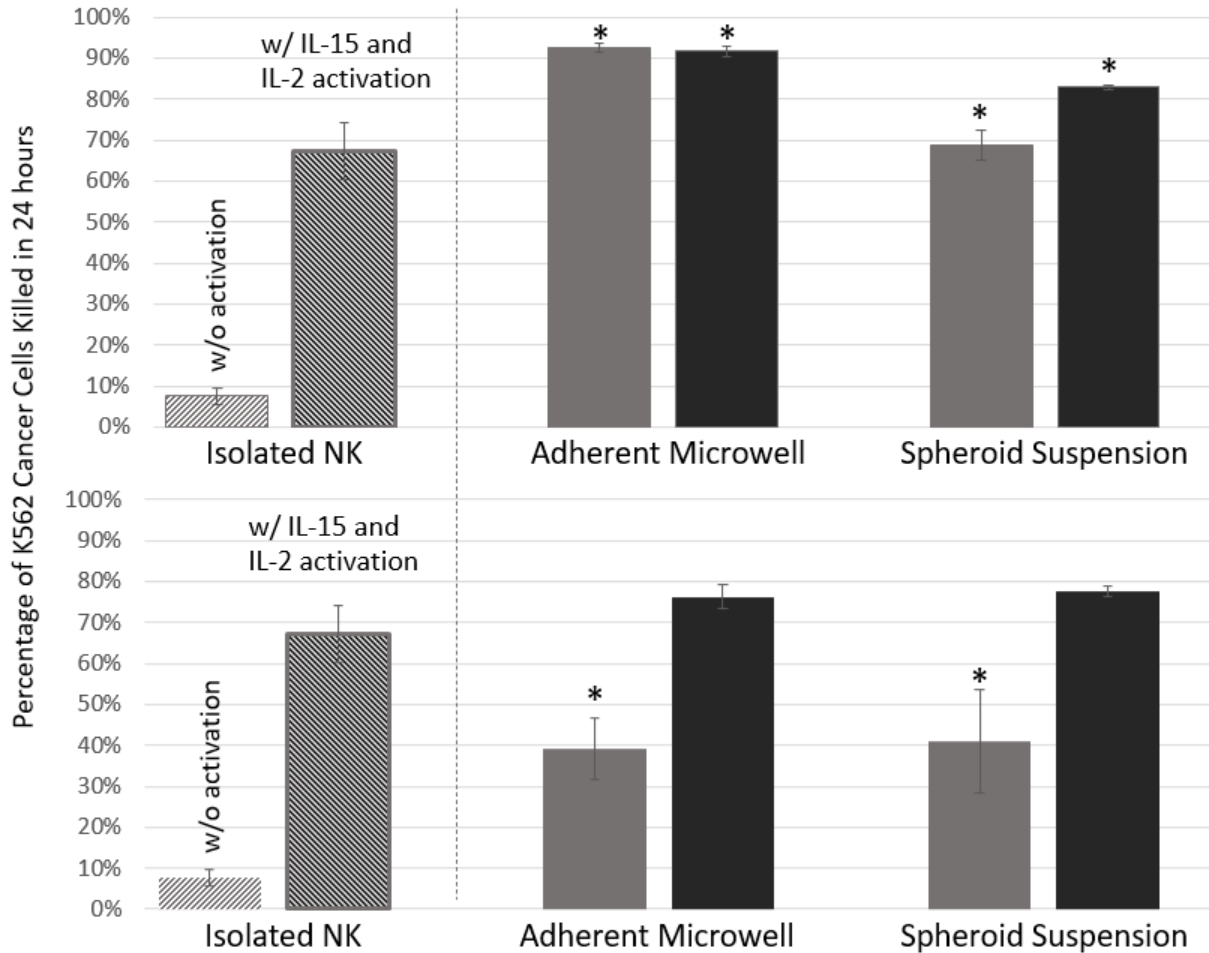 Percentage of K562 Cancer Cells Killed in 24 hours
100%
90%
80%
70%
60%
50%
40%
30%
20%
10%
0%
w/ IL-15 and
IL-2 activation
w/o activation
*
*
*
*
Isolated NK
Adherent Microwell
Spheroid Suspension
100%
90%
80%
70%
60%
50%
40%
30%
20%
10%
0%
w/ IL-15 and
IL-2 activation
w/o activation
*
*
Isolated NK
Adherent Microwell
Spheroid Suspension